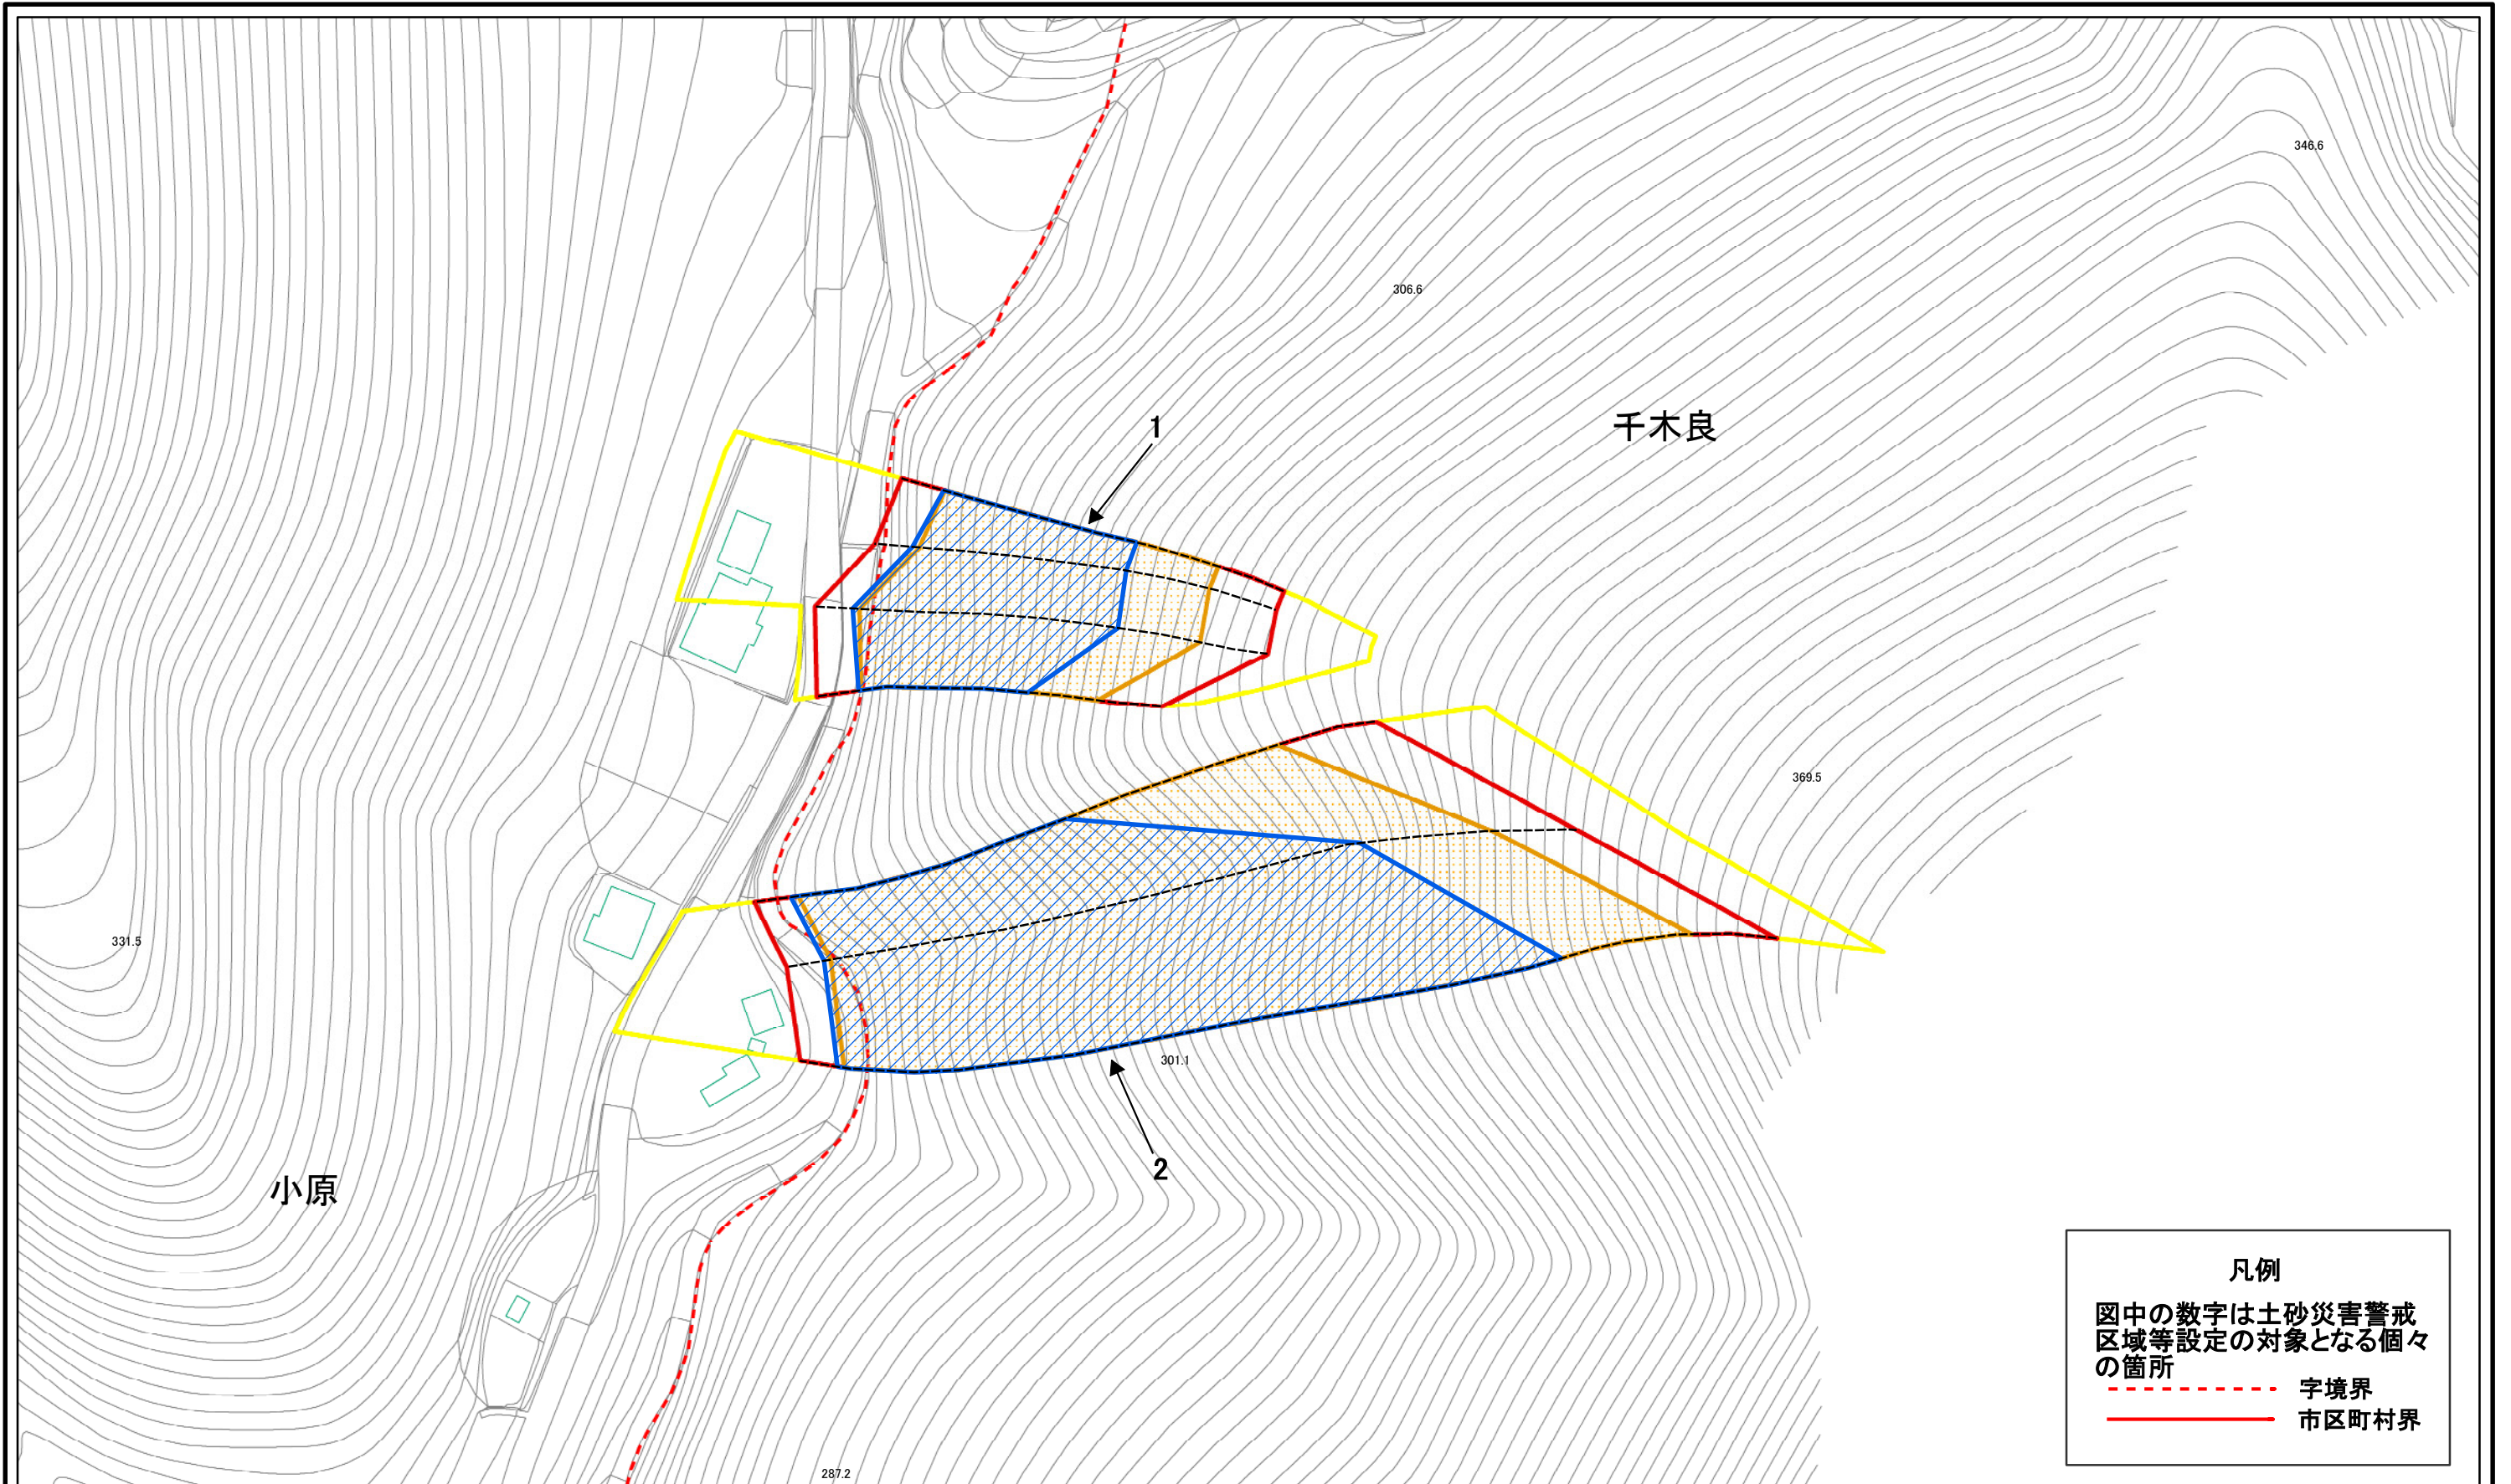 346.6
306.6
千木良
1
369.5
331.5
301.1
2
小原
287.2
凡例
図中の数字は土砂災害警戒
区域等設定の対象となる個々
の箇所
字境界
市区町村界